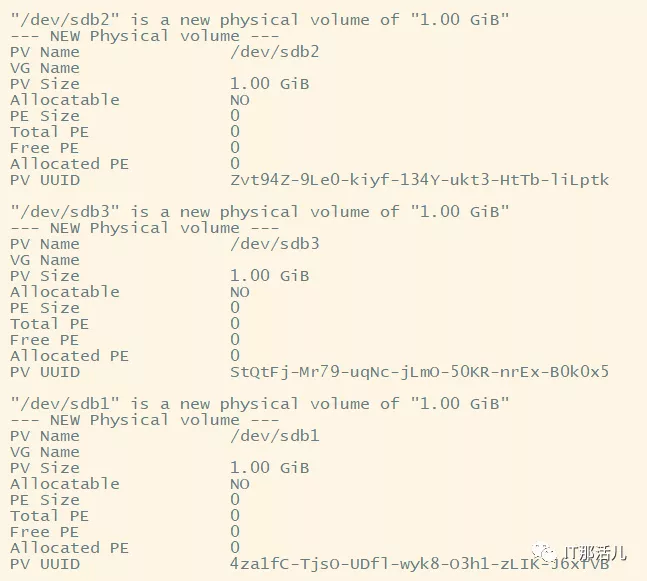 "/dev/sdb2" is a new physical volume of "1.00 GiB"
--- NEW Physical volume ---
PV Name /dev/sdb2
VG Name
PV Size 1.00 GiB
Allocatable NO
PE Size 0
Total PE 0
Free PE 0
Allocated PE 0
PV UUID Zvt94Z-9Le0-kiyf-134Y-ukt3-HtTb-liLptk
"/dev/sdb3" is a new physical volume of "1.00 GiB"
--- NEW Physical volume ---
PV Name /dev/sdb3
VG Name
PV Size 1.00 GiB
Allocatable NO
PE Size 0
Total PE 0
Free PE 0
Allocated PE 0
PV UUID StQtFj-Mr79-uqNc-jLmO-50KR-nrEx-B0k0x5
"/dev/sdb1" is a new physical volume of "1.00 GiB"
--- NEW Physical volume ---
PV Name /dev/sdb1
VG Name
PV Size 1.00 GiB
Allocatable NO
PE Size 0
Total PE 0
Free PE 0
Allocated PE 0
PV UUID 4za1fC-TjsO-UDfl-wyk8-O3h1-zLIK-J6xTVB
IT那活儿